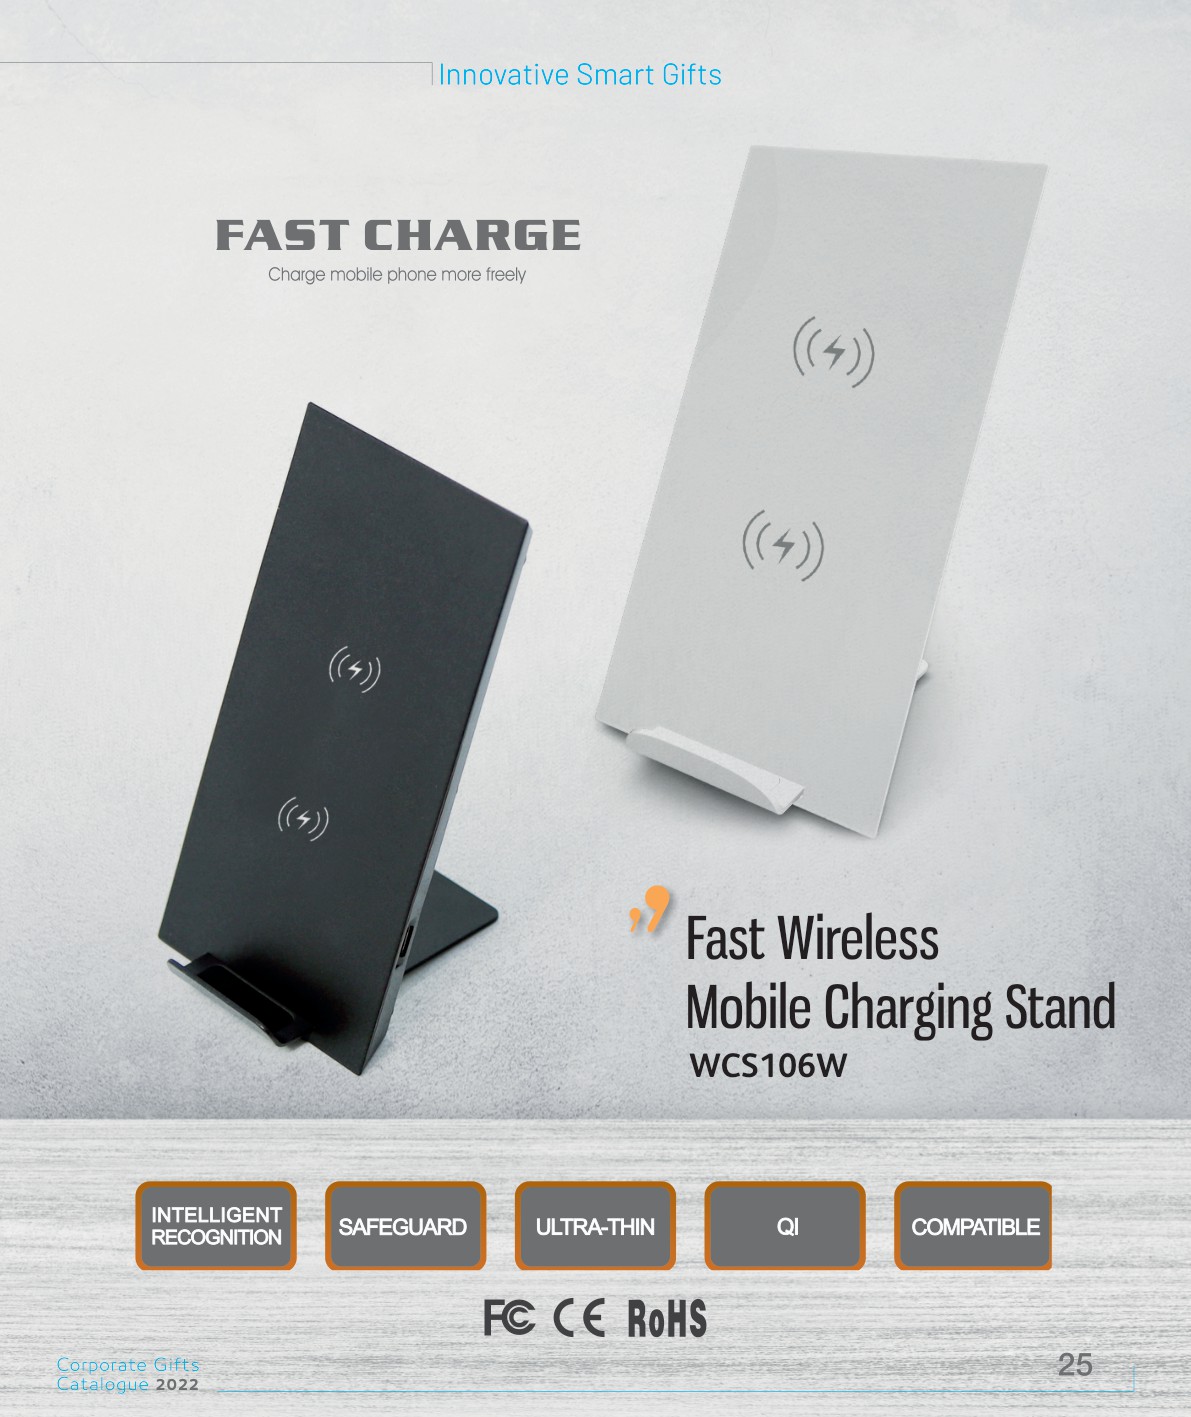 Innovative Smart Gifts
FAST CHARGE
Charge mobile phone more freely
Fast Wireless
Mobile Charging Stand
WCS106W
INTELLIGENT
RECOGNITION
SAFEGUARD
ULTRA-THIN
QI
COMPATIBLE
FC CE RoHS
Corporate Gifts
Catalogue 2022
25